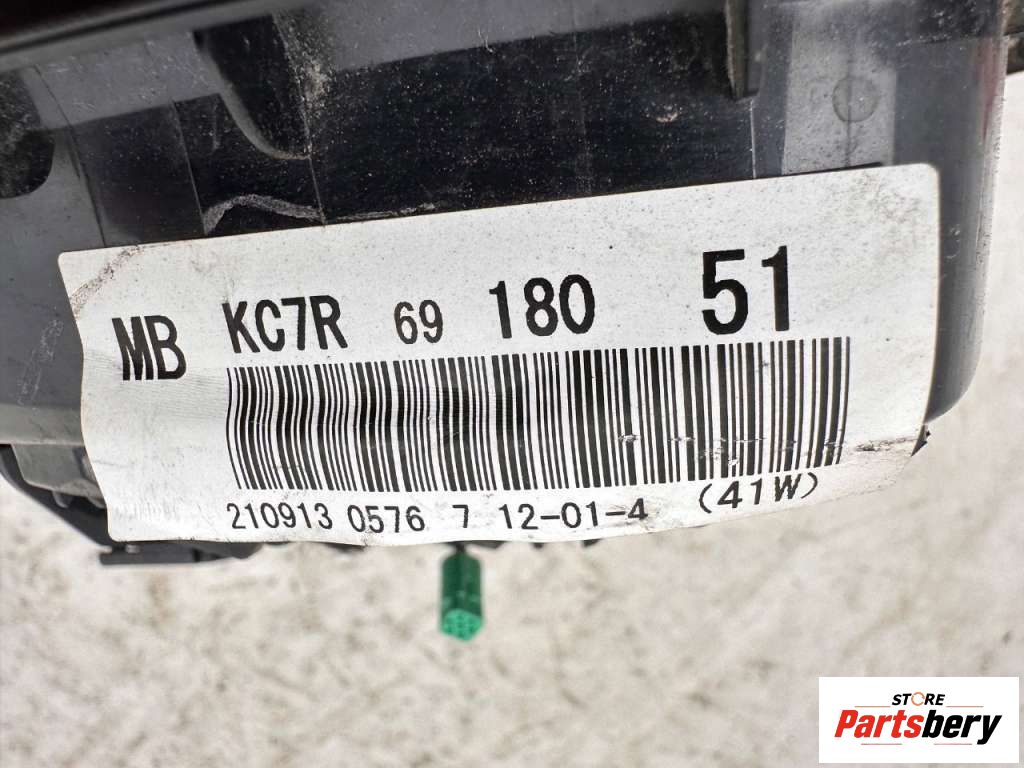 MB KC7R 69 180 51
210913 0576 7 12-01-4 (41W)
STORE
Partsbery